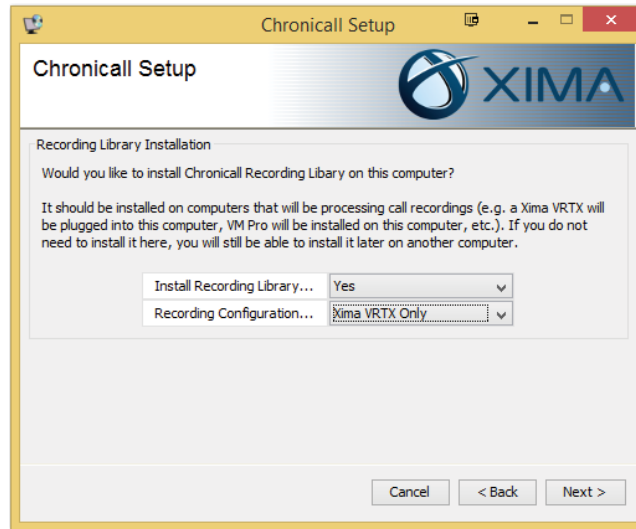 Chronicall Setup
Chronicall Setup
XIMA
Recording Library Installation
Would you like to install Chronicall Recording Libary on this computer?
It should be installed on computers that will be processing call recordings (e.g. a Xima VRTX will
be plugged into this computer, VM Pro will be installed on this computer, etc.). If you do not
need to install it here, you will still be able to install it later on another computer.
Install Recording Library... Yes
Recording Configuration... Xima VRTX Only
Cancel < Back Next >